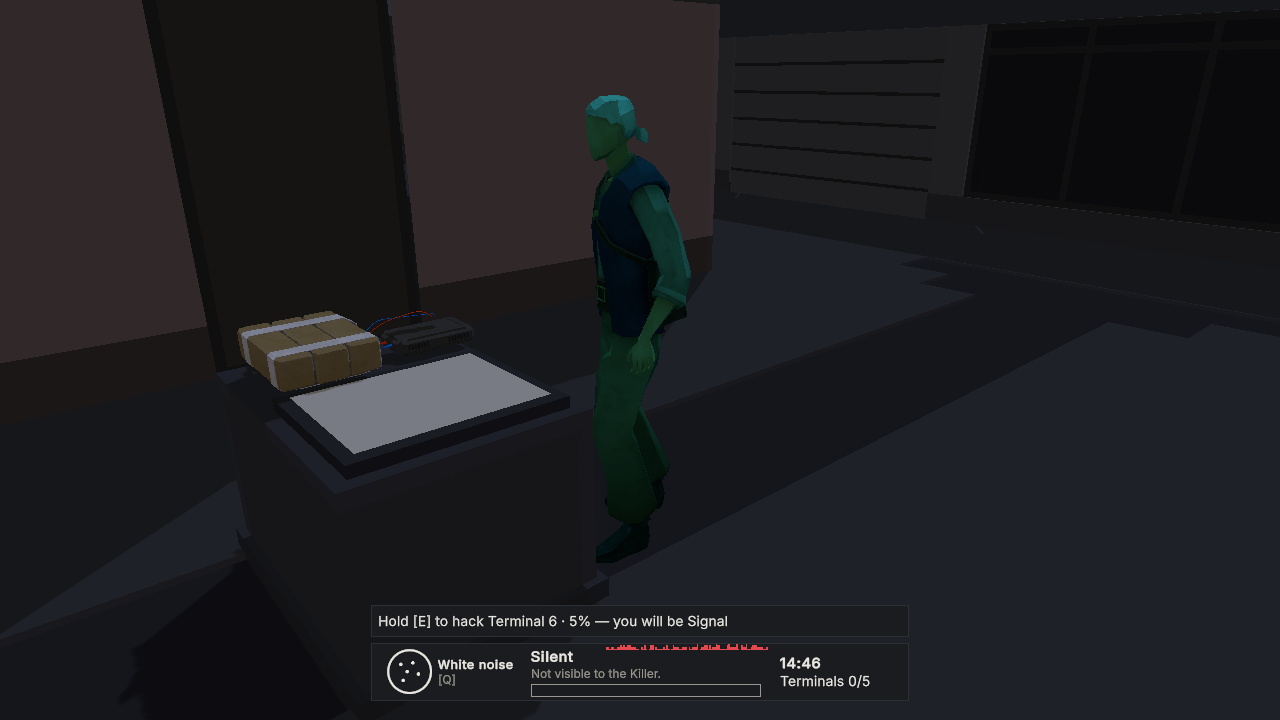 Hold [E] to hack Terminal 6 · 5% — you will be Signal
White noise
[Q]
Silent
Not visible to the Killer.
14:46
Terminals 0/5